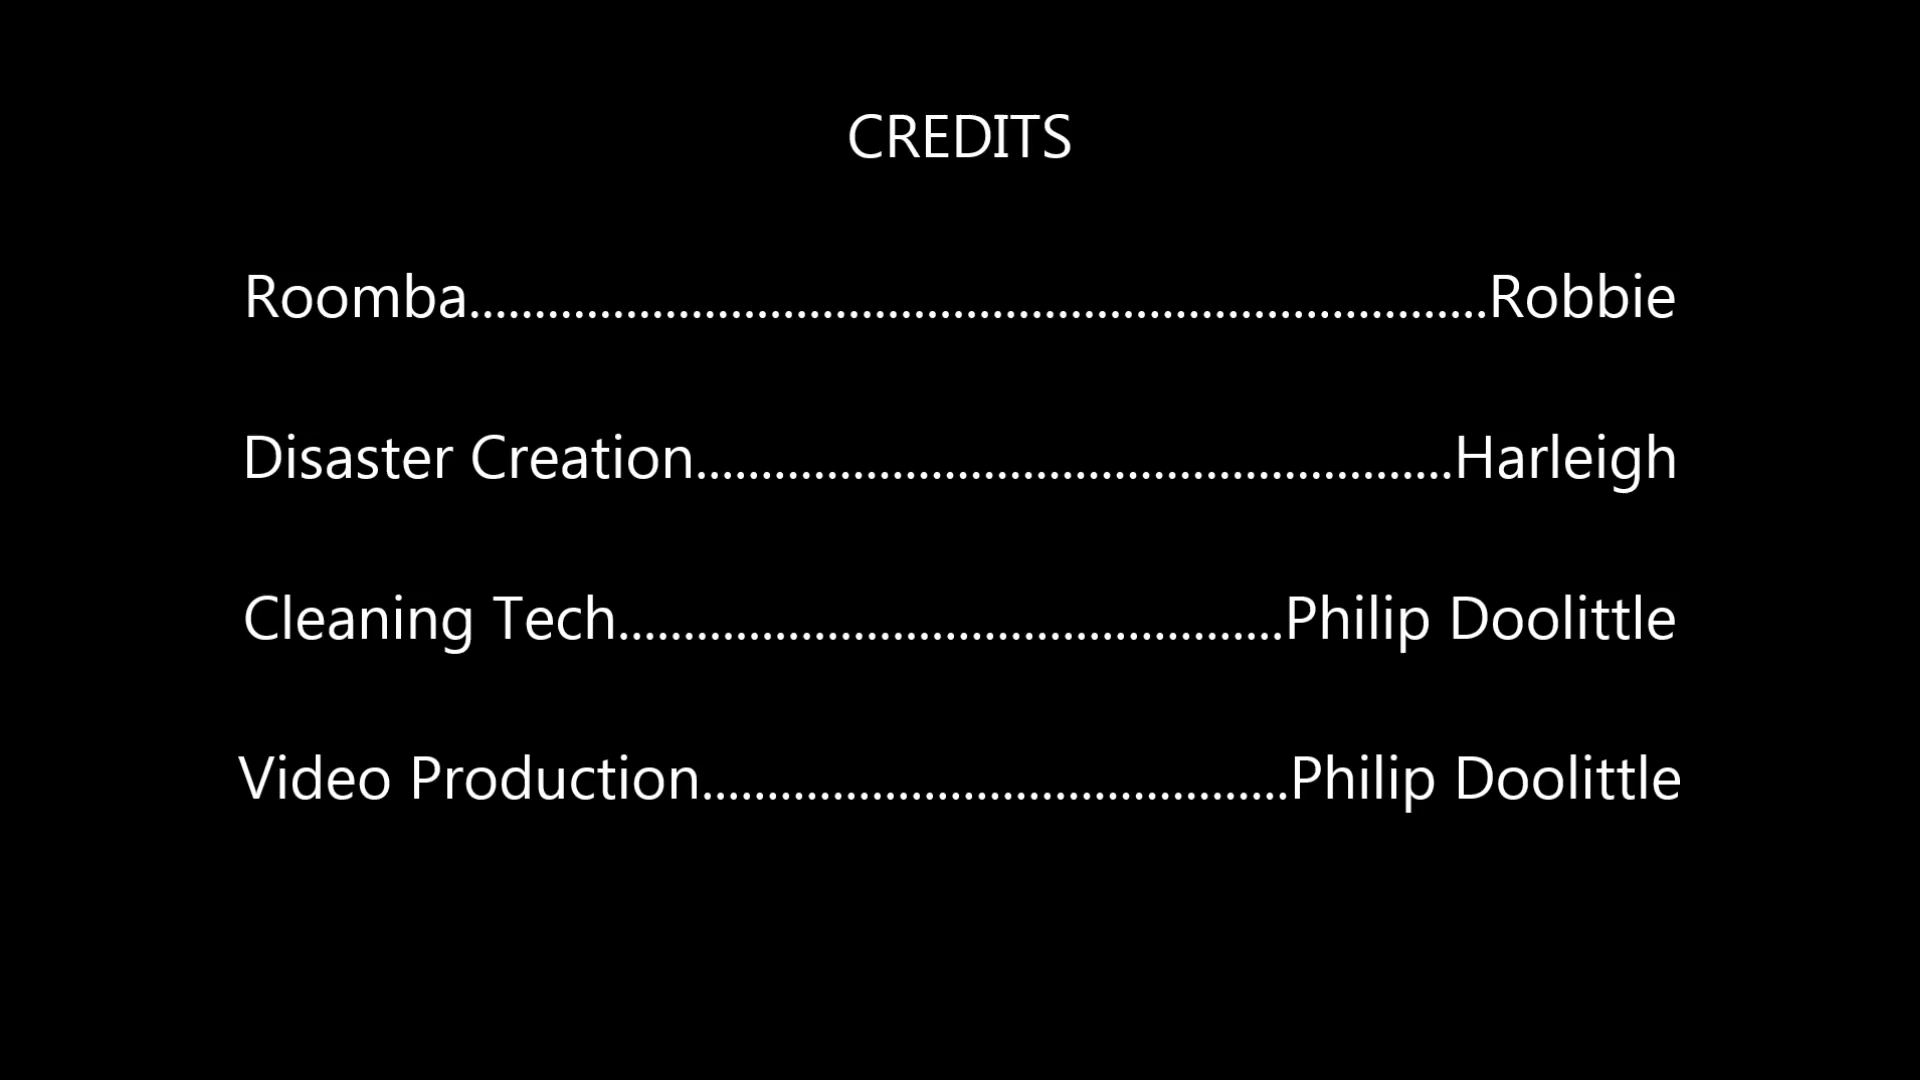 CREDITS
Roomba..............................................................................Robbie
Disaster Creation..........................................................Harleigh
Cleaning Tech...................................................Philip Doolittle
Video Production.............................................Philip Doolittle